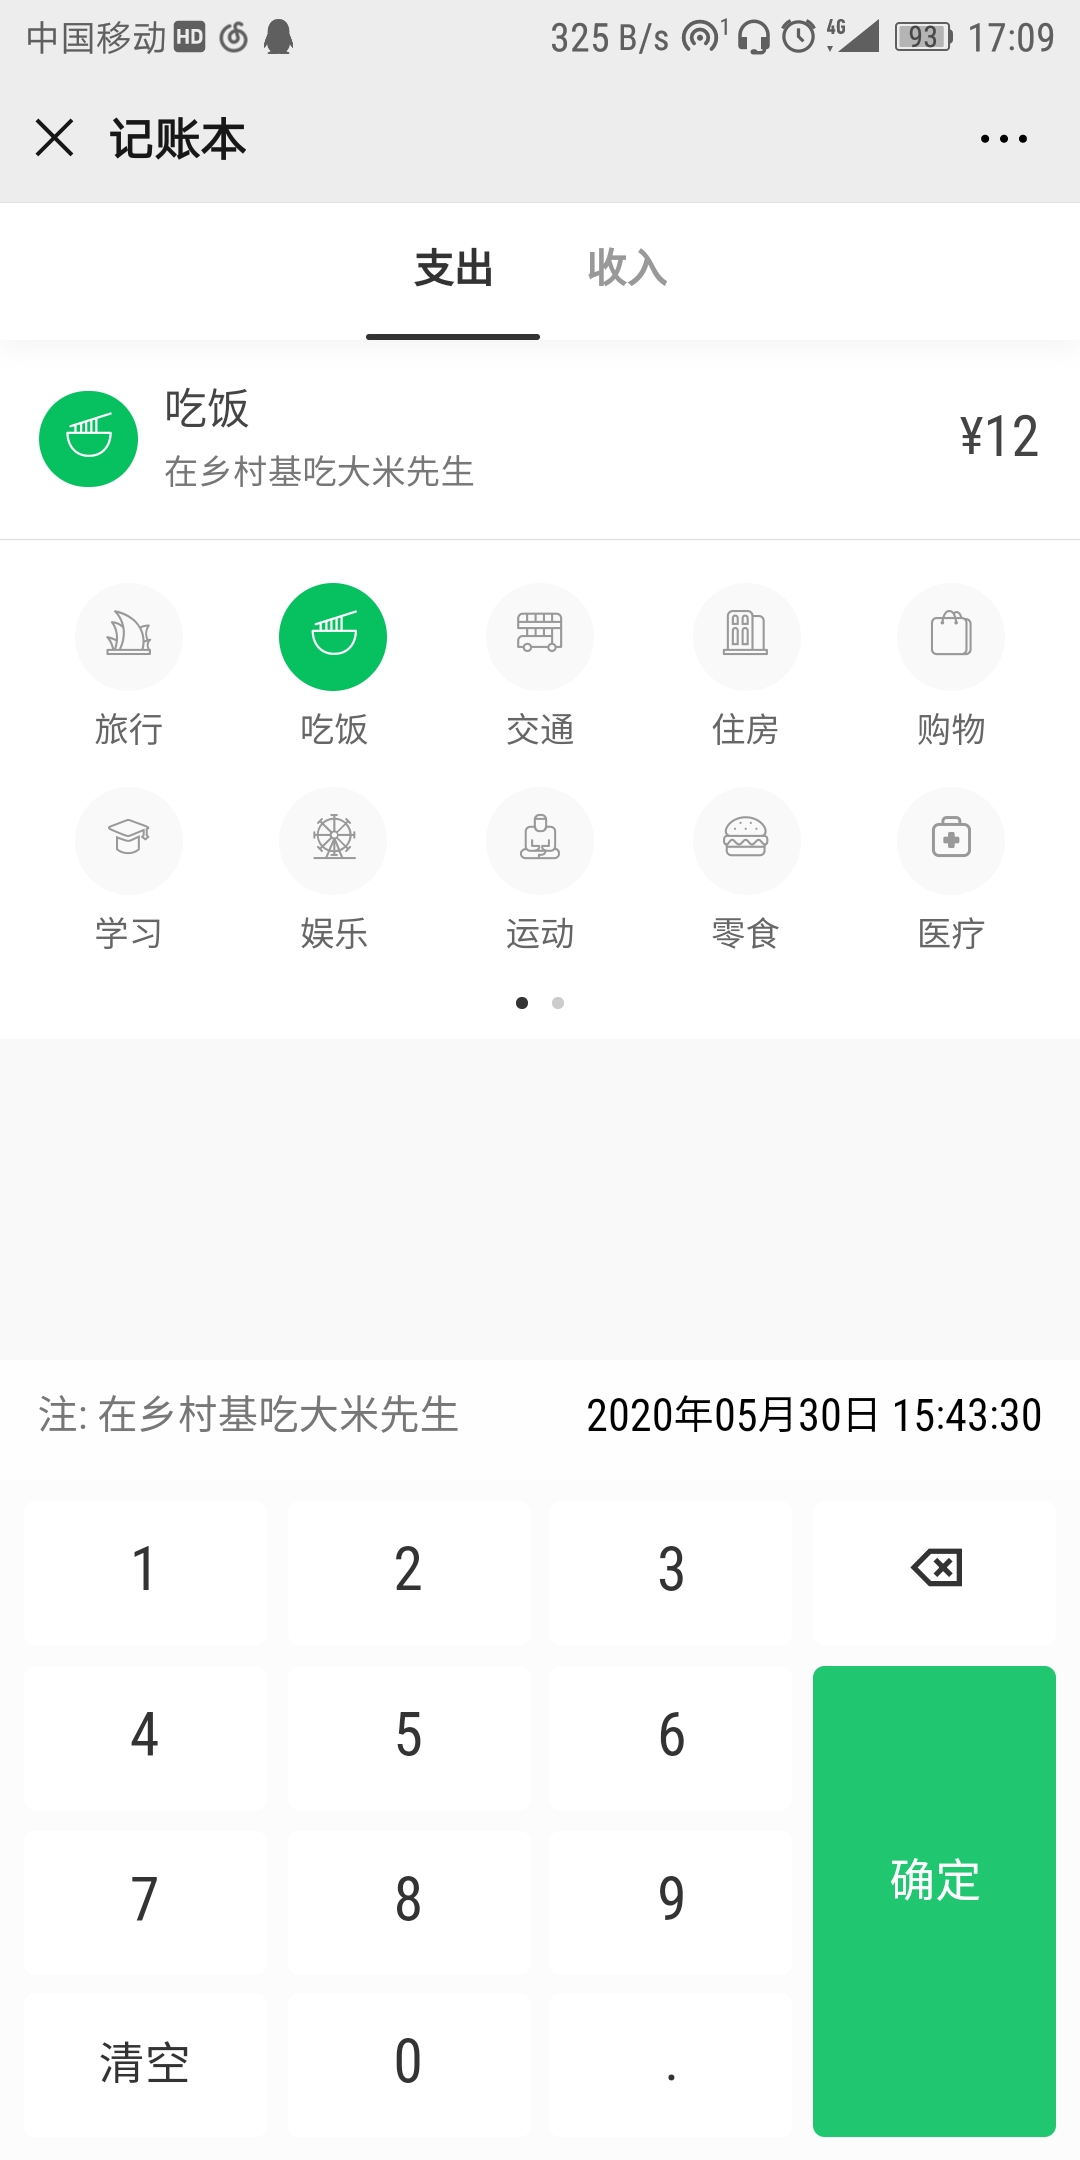 中国移动 HD 325 B/s 1 4G 93 17:09
记账本
支出 收入
吃饭
在乡村基吃大米先生
¥12
旅行 吃饭 交通 住房 购物
学习 娱乐 运动 零食 医疗
注: 在乡村基吃大米先生 2020年05月30日 15:43:30
1 2 3
4 5 6
7 8 9
确定
清空 0 .